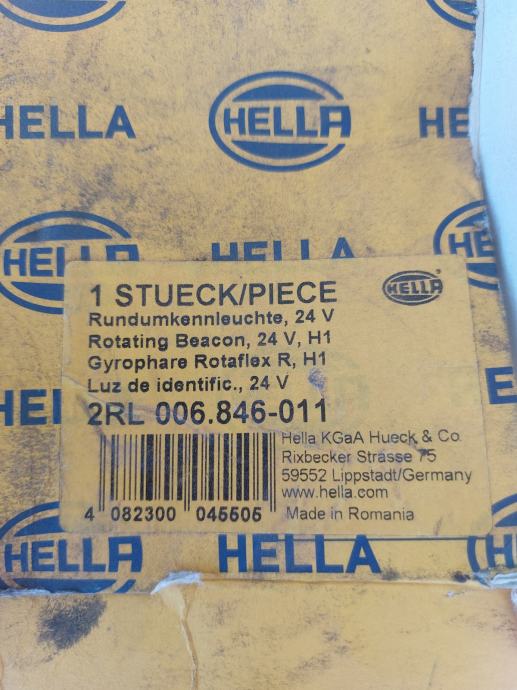 HELLA
HELLA
HE
HELL
HELLA
HELLA
1 STUECK/PIECE
Rundumkennleuchte, 24 V
Rotating Beacon, 24 V, H1
Gyrophare Rotaflex R, H1
Luz de identific., 24 V
2RL 006.846-011
Hella KGaA Hueck & Co.
Rixbecker Strasse 75
59552 Lippstadt/Germany
www.hella.com
4 082300 045505
Made in Romania
HELLA
HELLA
H